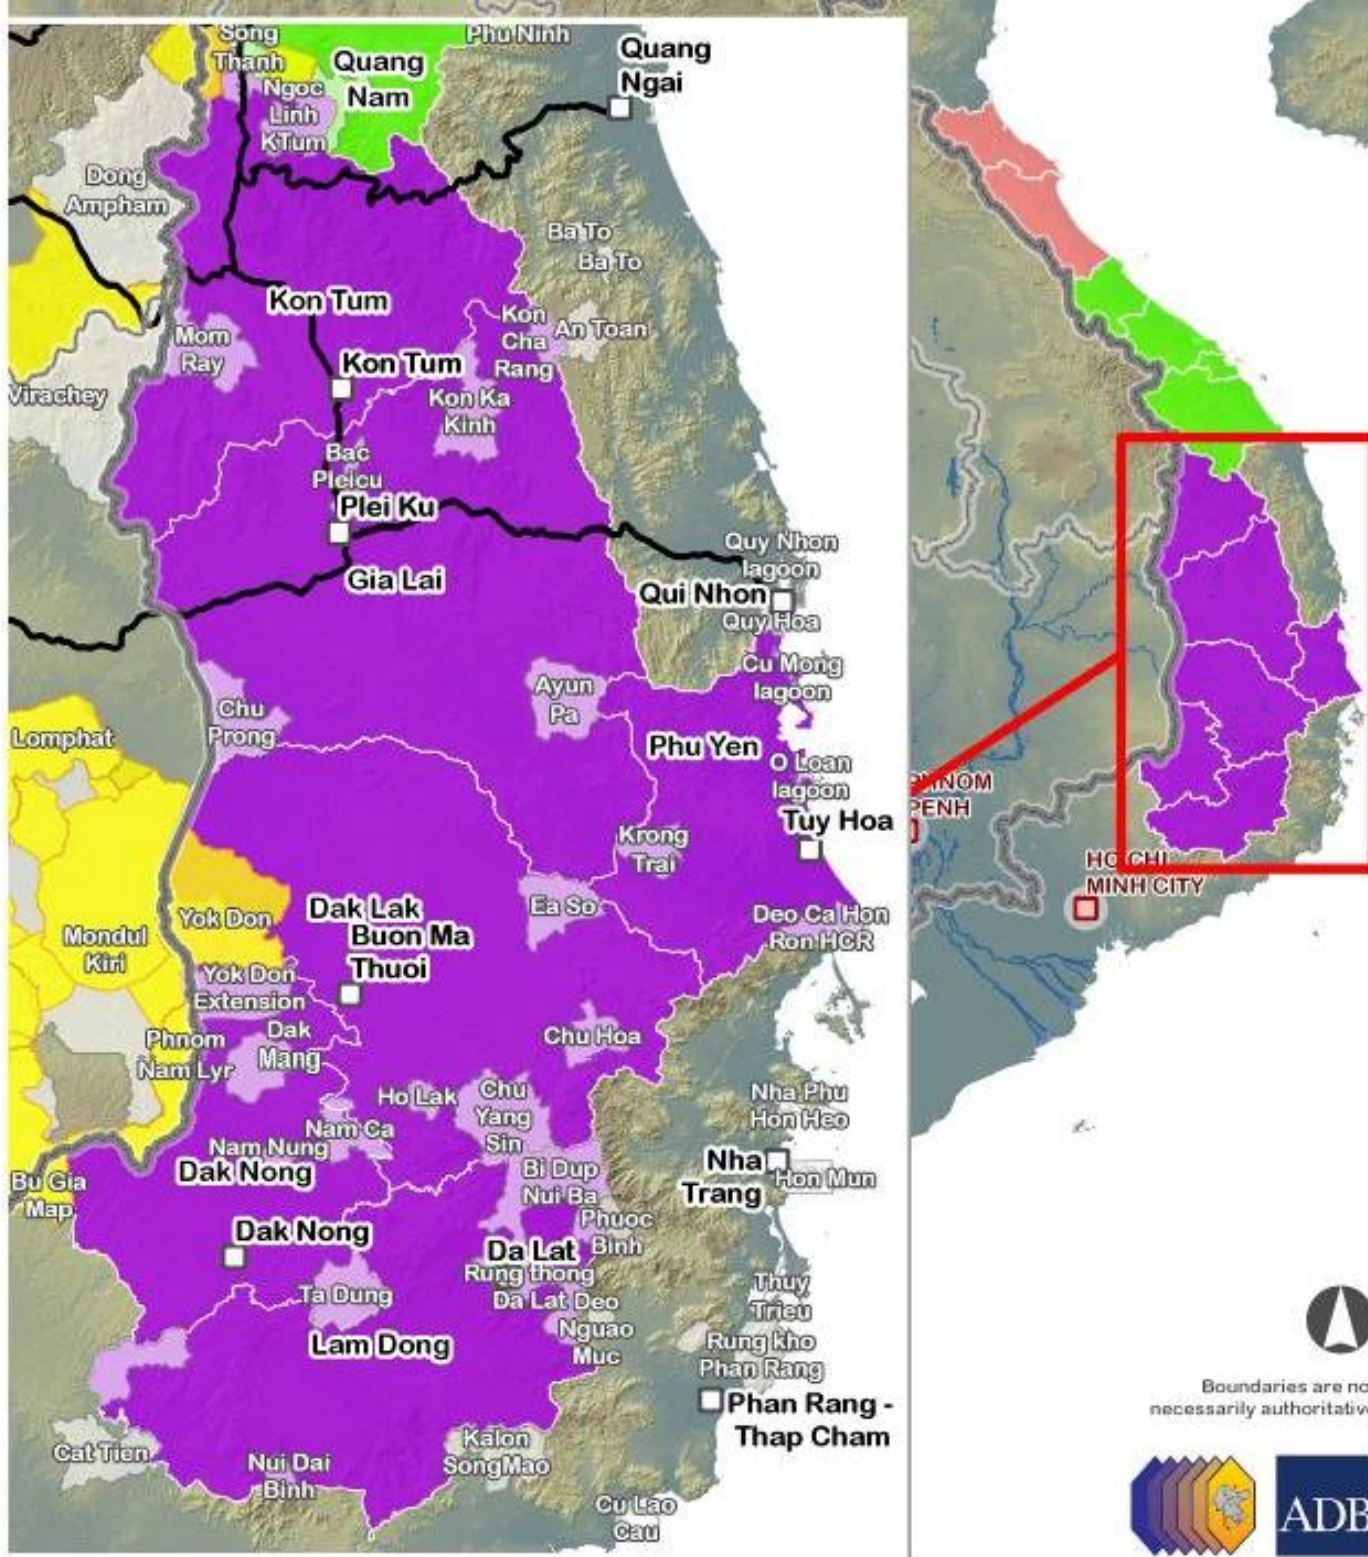 Song
Thanh
Phu Ninh
Quang
Nam
Quang
Ngai
Ngoc
Linh
KTum
Dong
Ampham
Ba To
Ba To
Kon Tum
Kon
Cha
Rang
An Toan
Mom
Ray
Kon Tum
Virachey
Kon Ka
Kinh
Bac
Pleicu
Plei Ku
Gia Lai
Quy Nhon
lagoon
Qui Nhon
Quy Hoa
Cu Mong
lagoon
Ayun
Pa
Chu
Prong
Lomphat
Phu Yen
O Loan
lagoon
Tuy Hoa
Krong
Trai
Ea So
Dak Lak
Buon Ma
Thuoi
Yok Don
Deo Ca Hon
Ron HCR
Mondul
Kiri
Yok Don
Extension
Dak
Mang
Phnom
Nam Lyr
Chu Hoa
Ho Lak
Chu
Yang
Sin
Nha Phu
Hon Heo
Nam Ca
Nam Nung
Dak Nong
Bi Dup
Nui Ba
Nha
Trang
Hon Mun
Bu Gia
Map
Phuoc
Binh
Dak Nong
Da Lat
Rung thong
Da Lat
Deo
Nguao
Muc
Ta Dung
Lam Dong
Thuy
Trieu
Rung kho
Phan Rang
Phan Rang -
Thap Cham
Cat Tien
Nui Dai
Binh
Kalon
SongMao
Cu Lao
Cau
PENH
HO CHI
MINH CITY
Boundaries are
necessarily
ADB